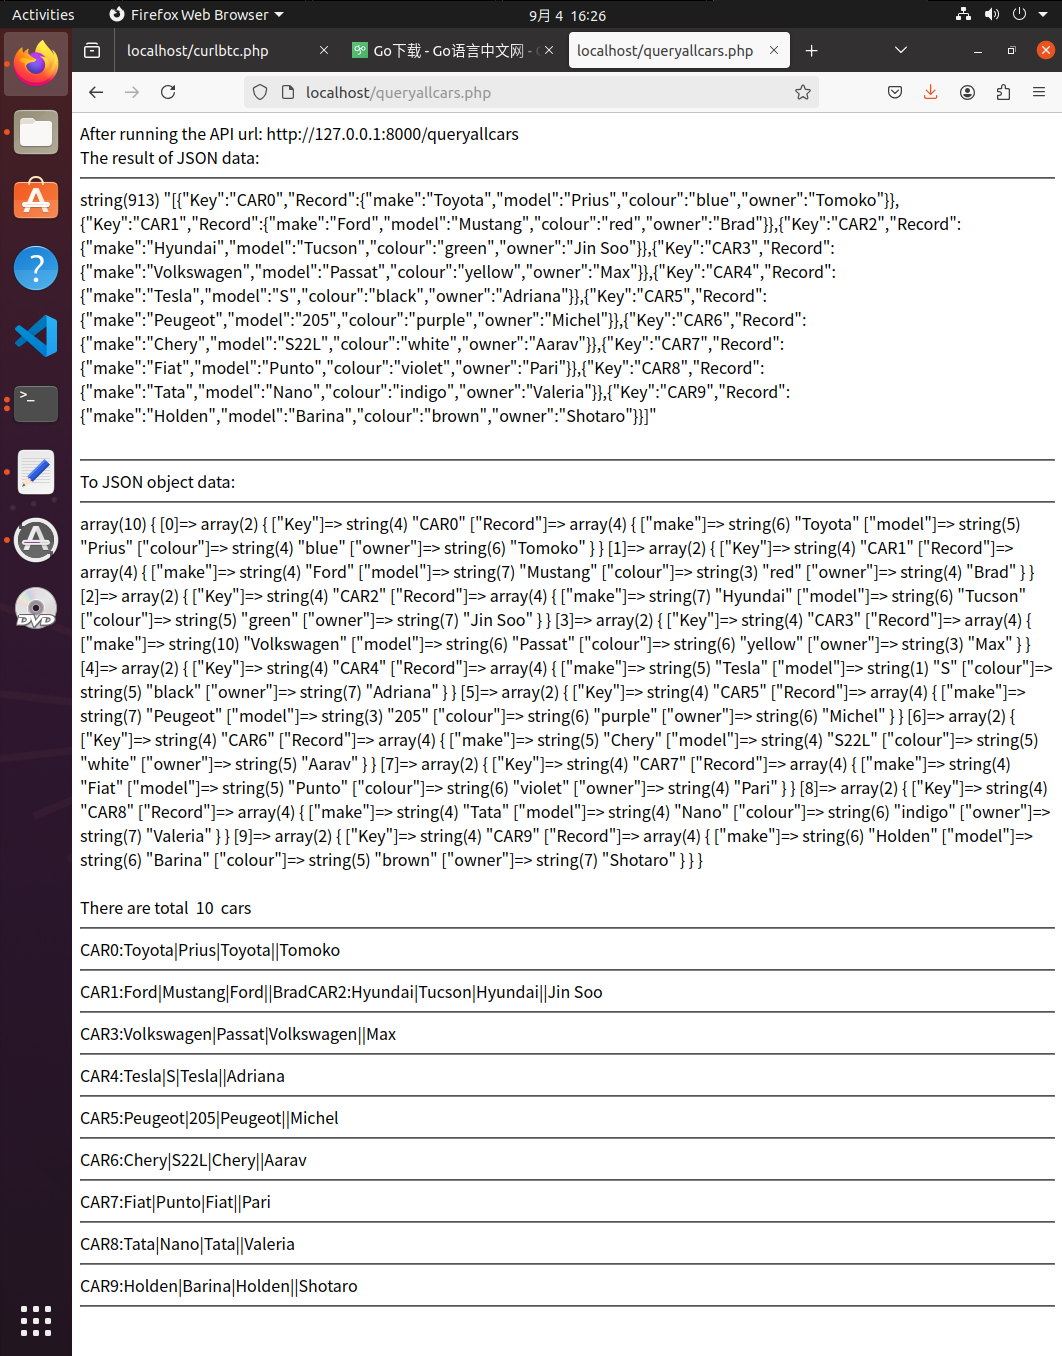 Activities
Firefox Web Browser
9月 4 16:26
localhost/curlbtc.php
Go下载 - Go语言中文网 -
localhost/queryallcars.php
localhost/queryallcars.php
After running the API url: http://127.0.0.1:8000/queryallcars
The result of JSON data:
string(913) "[{"Key":"CAR0","Record":{"make":"Toyota","model":"Prius","colour":"blue","owner":"Tomoko"}},
{"Key":"CAR1","Record":{"make":"Ford","model":"Mustang","colour":"red","owner":"Brad"}},{"Key":"CAR2","Record":
{"make":"Hyundai","model":"Tucson","colour":"green","owner":"Jin Soo"}},{"Key":"CAR3","Record":
{"make":"Volkswagen","model":"Passat","colour":"yellow","owner":"Max"}},{"Key":"CAR4","Record":
{"make":"Tesla","model":"S","colour":"black","owner":"Adriana"}},{"Key":"CAR5","Record":
{"make":"Peugeot","model":"205","colour":"purple","owner":"Michel"}},{"Key":"CAR6","Record":
{"make":"Chery","model":"S22L","colour":"white","owner":"Aarav"}},{"Key":"CAR7","Record":
{"make":"Fiat","model":"Punto","colour":"violet","owner":"Pari"}},{"Key":"CAR8","Record":
{"make":"Tata","model":"Nano","colour":"indigo","owner":"Valeria"}},{"Key":"CAR9","Record":
{"make":"Holden","model":"Barina","colour":"brown","owner":"Shotaro"}}]"
To JSON object data:
array(10) { [0]=> array(2) { ["Key"]=> string(4) "CAR0" ["Record"]=> array(4) { ["make"]=> string(6) "Toyota" ["model"]=> string(5)
"Prius" ["colour"]=> string(4) "blue" ["owner"]=> string(6) "Tomoko" } } [1]=> array(2) { ["Key"]=> string(4) "CAR1" ["Record"]=>
array(4) { ["make"]=> string(4) "Ford" ["model"]=> string(7) "Mustang" ["colour"]=> string(3) "red" ["owner"]=> string(4) "Brad" } }
[2]=> array(2) { ["Key"]=> string(4) "CAR2" ["Record"]=> array(4) { ["make"]=> string(7) "Hyundai" ["model"]=> string(6) "Tucson"
["colour"]=> string(5) "green" ["owner"]=> string(7) "Jin Soo" } } [3]=> array(2) { ["Key"]=> string(4) "CAR3" ["Record"]=> array(4) {
["make"]=> string(10) "Volkswagen" ["model"]=> string(6) "Passat" ["colour"]=> string(6) "yellow" ["owner"]=> string(3) "Max" } }
[4]=> array(2) { ["Key"]=> string(4) "CAR4" ["Record"]=> array(4) { ["make"]=> string(5) "Tesla" ["model"]=> string(1) "S" ["colour"]=>
string(5) "black" ["owner"]=> string(7) "Adriana" } } [5]=> array(2) { ["Key"]=> string(4) "CAR5" ["Record"]=> array(4) { ["make"]=>
string(7) "Peugeot" ["model"]=> string(3) "205" ["colour"]=> string(6) "purple" ["owner"]=> string(6) "Michel" } } [6]=> array(2) {
["Key"]=> string(4) "CAR6" ["Record"]=> array(4) { ["make"]=> string(5) "Chery" ["model"]=> string(4) "S22L" ["colour"]=> string(5)
"white" ["owner"]=> string(5) "Aarav" } } [7]=> array(2) { ["Key"]=> string(4) "CAR7" ["Record"]=> array(4) { ["make"]=> string(4)
"Fiat" ["model"]=> string(5) "Punto" ["colour"]=> string(6) "violet" ["owner"]=> string(4) "Pari" } } [8]=> array(2) { ["Key"]=> string(4)
"CAR8" ["Record"]=> array(4) { ["make"]=> string(4) "Tata" ["model"]=> string(4) "Nano" ["colour"]=> string(6) "indigo" ["owner"]=>
string(7) "Valeria" } } [9]=> array(2) { ["Key"]=> string(4) "CAR9" ["Record"]=> array(4) { ["make"]=> string(6) "Holden" ["model"]=>
string(6) "Barina" ["colour"]=> string(5) "brown" ["owner"]=> string(7) "Shotaro" } } }
There are total 10 cars
CAR0:Toyota|Prius|Toyota||Tomoko
CAR1:Ford|Mustang|Ford||BradCAR2:Hyundai|Tucson|Hyundai||Jin Soo
CAR3:Volkswagen|Passat|Volkswagen||Max
CAR4:Tesla|S|Tesla||Adriana
CAR5:Peugeot|205|Peugeot||Michel
CAR6:Chery|S22L|Chery||Aarav
CAR7:Fiat|Punto|Fiat||Pari
CAR8:Tata|Nano|Tata||Valeria
CAR9:Holden|Barina|Holden||Shotaro
DVD